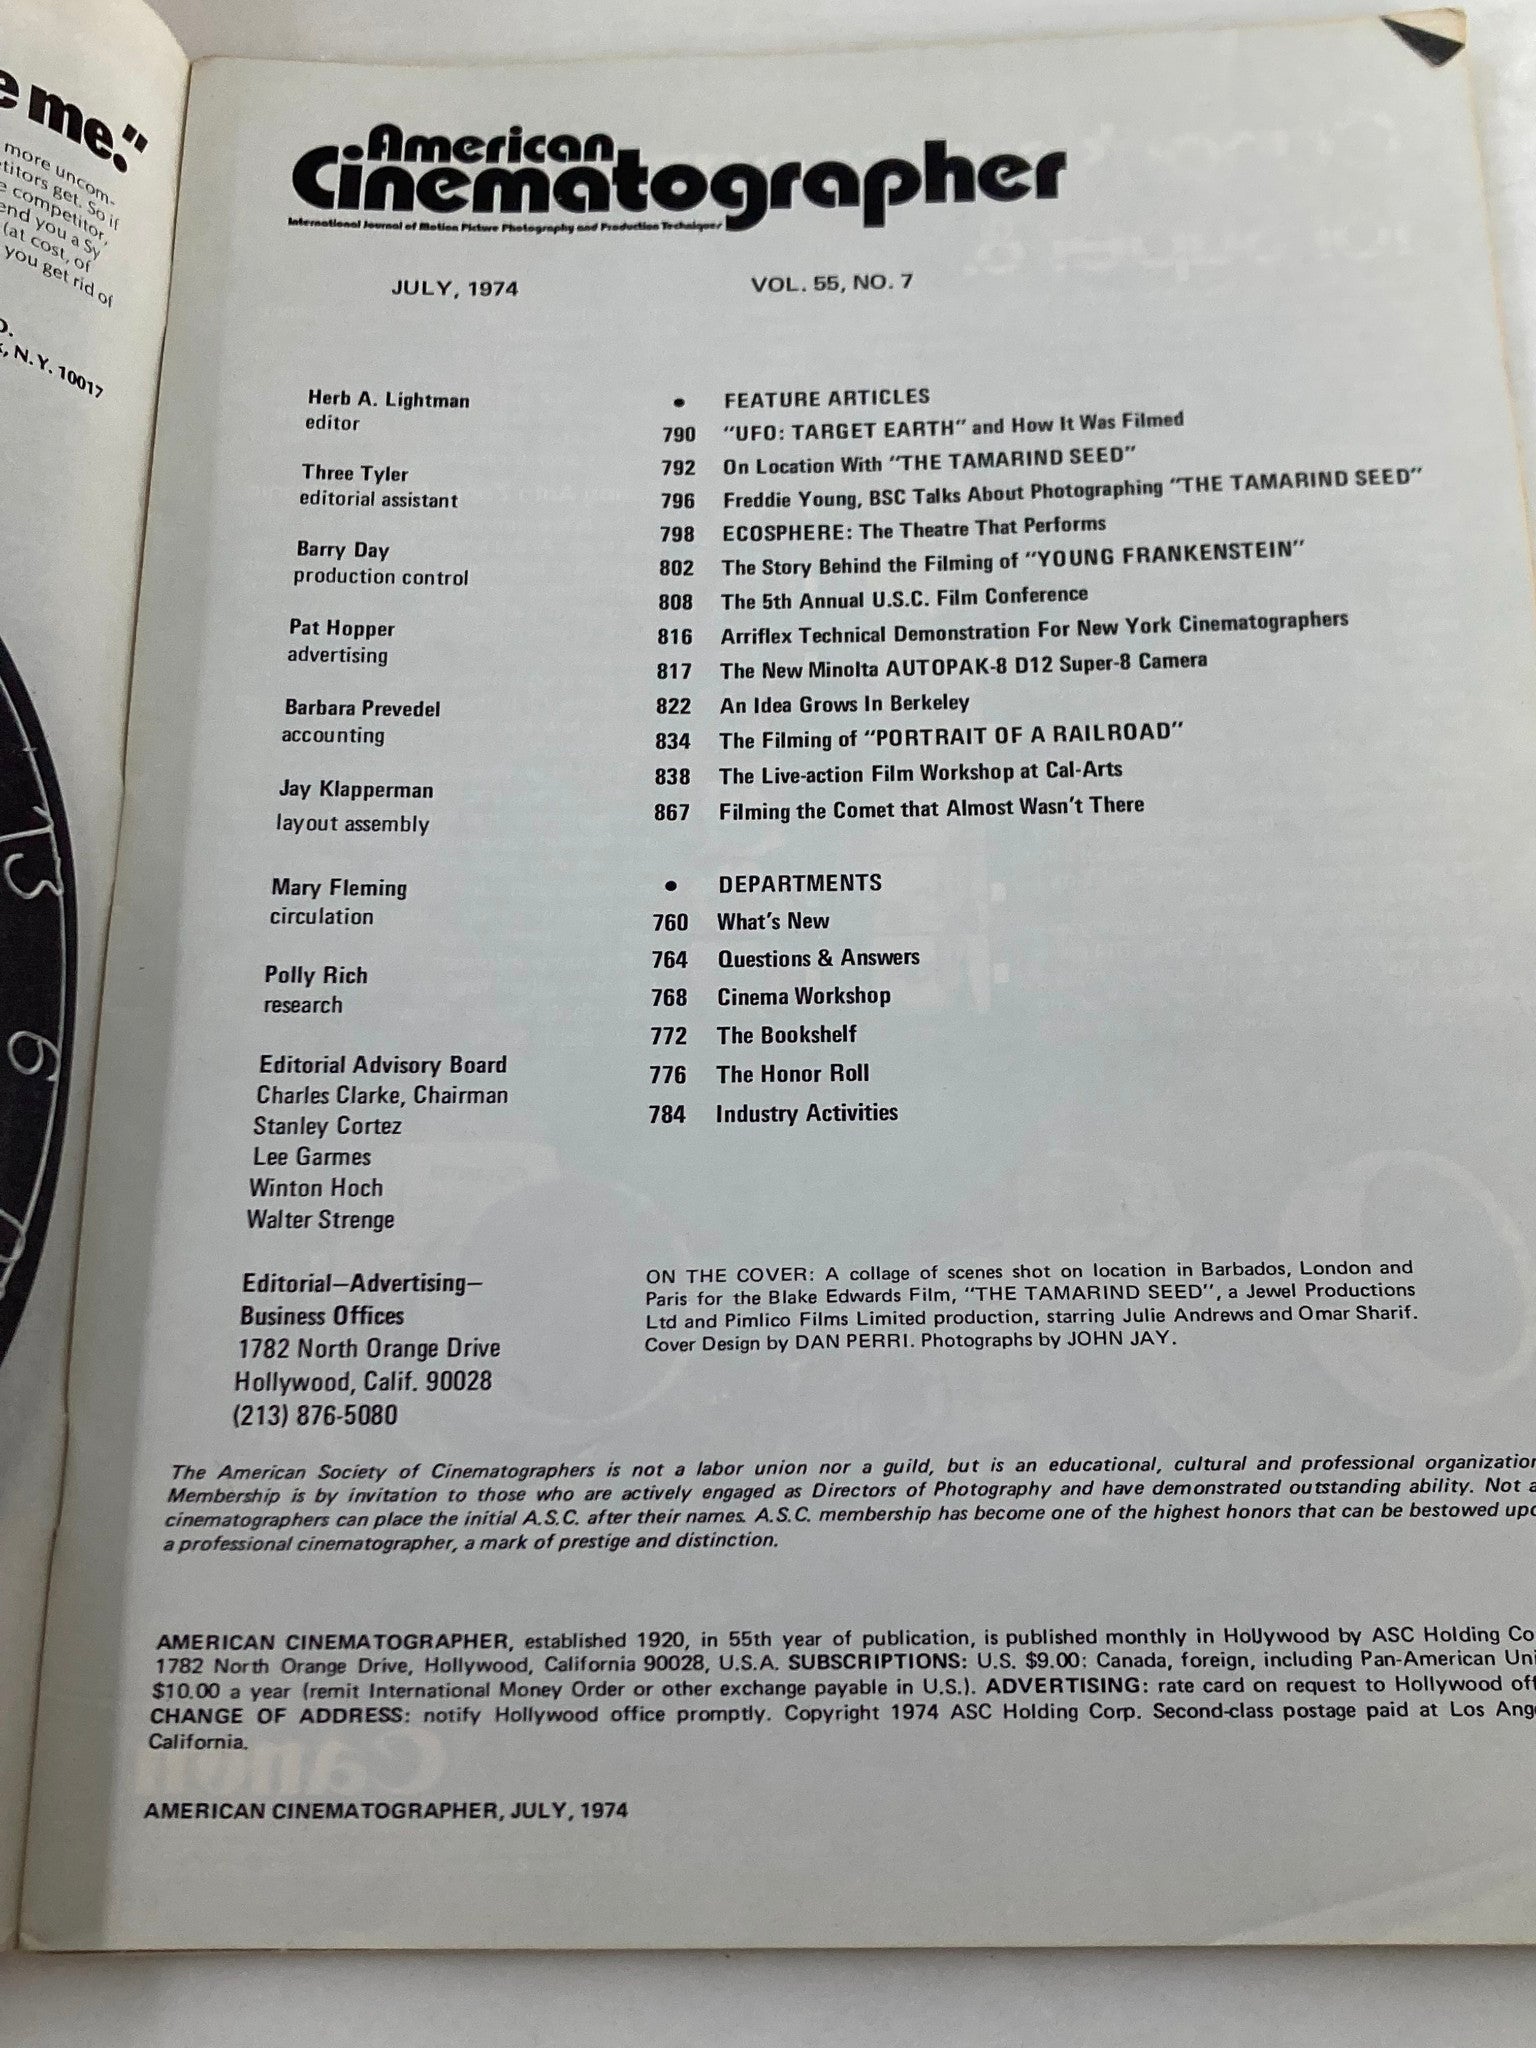 e me."
more uncom-
titors get. So if
e competitor,
end you a Sy
(at cost, of
you get rid of
N.Y. 10017
American
Cinematographer
International Journal of Motion Picture Photography and Production Techniques
JULY, 1974
VOL. 55, NO. 7
Herb A. Lightman
editor
Three Tyler
editorial assistant
Barry Day
production control
Pat Hopper
advertising
Barbara Prevedel
accounting
Jay Klapperman
layout assembly
Mary Fleming
circulation
Polly Rich
research
Editorial Advisory Board
Charles Clarke, Chairman
Stanley Cortez
Lee Garmes
Winton Hoch
Walter Strenge
Editorial—Advertising—
Business Offices
1782 North Orange Drive
Hollywood, Calif. 90028
(213) 876-5080
• FEATURE ARTICLES
790 "UFO: TARGET EARTH" and How It Was Filmed
792 On Location With "THE TAMARIND SEED"
796 Freddie Young, BSC Talks About Photographing "THE TAMARIND SEED"
798 ECOSPHERE: The Theatre That Performs
802 The Story Behind the Filming of "YOUNG FRANKENSTEIN"
808 The 5th Annual U.S.C. Film Conference
816 Arriflex Technical Demonstration For New York Cinematographers
817 The New Minolta AUTOPAK-8 D12 Super-8 Camera
822 An Idea Grows In Berkeley
834 The Filming of "PORTRAIT OF A RAILROAD"
838 The Live-action Film Workshop at Cal-Arts
867 Filming the Comet that Almost Wasn't There
• DEPARTMENTS
760 What's New
764 Questions & Answers
768 Cinema Workshop
772 The Bookshelf
776 The Honor Roll
784 Industry Activities
ON THE COVER: A collage of scenes shot on location in Barbados, London and
Paris for the Blake Edwards Film, "THE TAMARIND SEED", a Jewel Productions
Ltd and Pimlico Films Limited production, starring Julie Andrews and Omar Sharif.
Cover Design by DAN PERRI. Photographs by JOHN JAY.
The American Society of Cinematographers is not a labor union nor a guild, but is an educational, cultural and professional organization
Membership is by invitation to those who are actively engaged as Directors of Photography and have demonstrated outstanding ability. Not a
cinematographers can place the initial A.S.C. after their names. A.S.C. membership has become one of the highest honors that can be bestowed upo
a professional cinematographer, a mark of prestige and distinction.
AMERICAN CINEMATOGRAPHER, established 1920, in 55th year of publication, is published monthly in Hollywood by ASC Holding Co
1782 North Orange Drive, Hollywood, California 90028, U.S.A. SUBSCRIPTIONS: U.S. $9.00: Canada, foreign, including Pan-American Uni
$10.00 a year (remit International Money Order or other exchange payable in U.S.). ADVERTISING: rate card on request to Hollywood off
CHANGE OF ADDRESS: notify Hollywood office promptly. Copyright 1974 ASC Holding Corp. Second-class postage paid at Los Ange
California.
AMERICAN CINEMATOGRAPHER, JULY, 1974